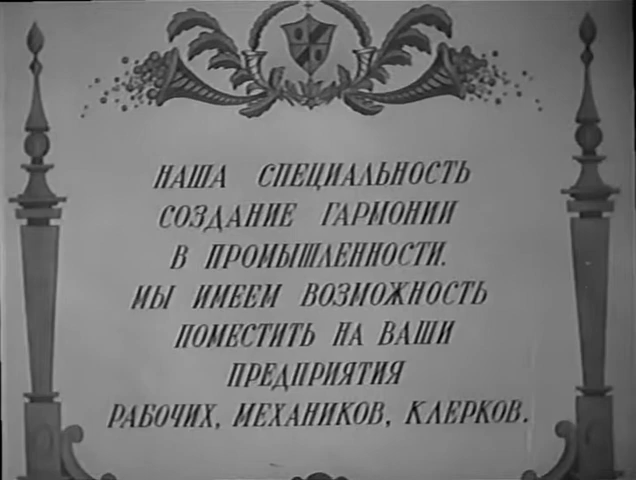 НАША СПЕЦИАЛЬНОСТЬ
СОЗДАНИЕ ГАРМОНИИ
В ПРОМЫШЛЕННОСТИ.
МЫ ИМЕЕМ ВОЗМОЖНОСТЬ
ПОМЕСТИТЬ НА ВАШИ
ПРЕДПРИЯТИЯ
РАБОЧИХ, МЕХАНИКОВ, КЛЕРКОВ.